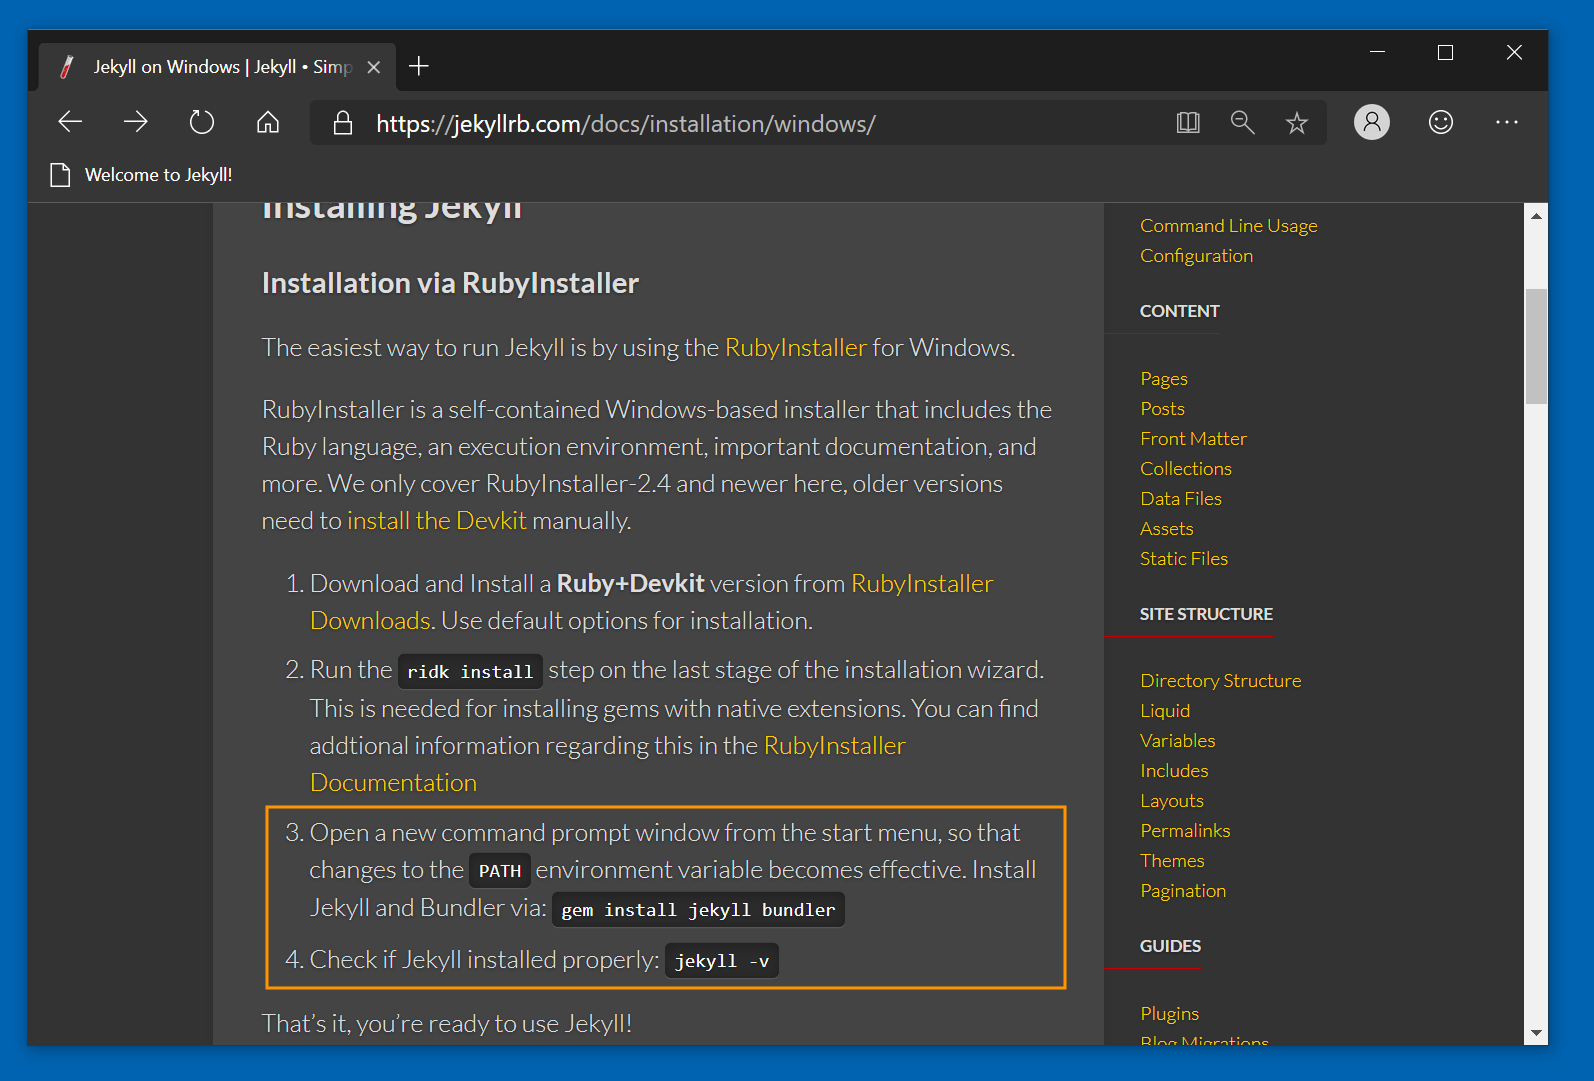 Jekyll on Windows | Jekyll • Simp
https://jekyllrb.com/docs/installation/windows/
Welcome to Jekyll!
Installing Jekyll
Installation via RubyInstaller
The easiest way to run Jekyll is by using the RubyInstaller for Windows.
RubyInstaller is a self-contained Windows-based installer that includes the
Ruby language, an execution environment, important documentation, and
more. We only cover RubyInstaller-2.4 and newer here, older versions
need to install the Devkit manually.
1. Download and Install a Ruby+Devkit version from RubyInstaller
Downloads. Use default options for installation.
2. Run the ridk install step on the last stage of the installation wizard.
This is needed for installing gems with native extensions. You can find
addtional information regarding this in the RubyInstaller
Documentation
3. Open a new command prompt window from the start menu, so that
changes to the PATH environment variable becomes effective. Install
Jekyll and Bundler via: gem install jekyll bundler
4. Check if Jekyll installed properly: jekyll -v
That's it, you're ready to use Jekyll!
Command Line Usage
Configuration
CONTENT
Pages
Posts
Front Matter
Collections
Data Files
Assets
Static Files
SITE STRUCTURE
Directory Structure
Liquid
Variables
Includes
Layouts
Permalinks
Themes
Pagination
GUIDES
Plugins
Blog Migrations